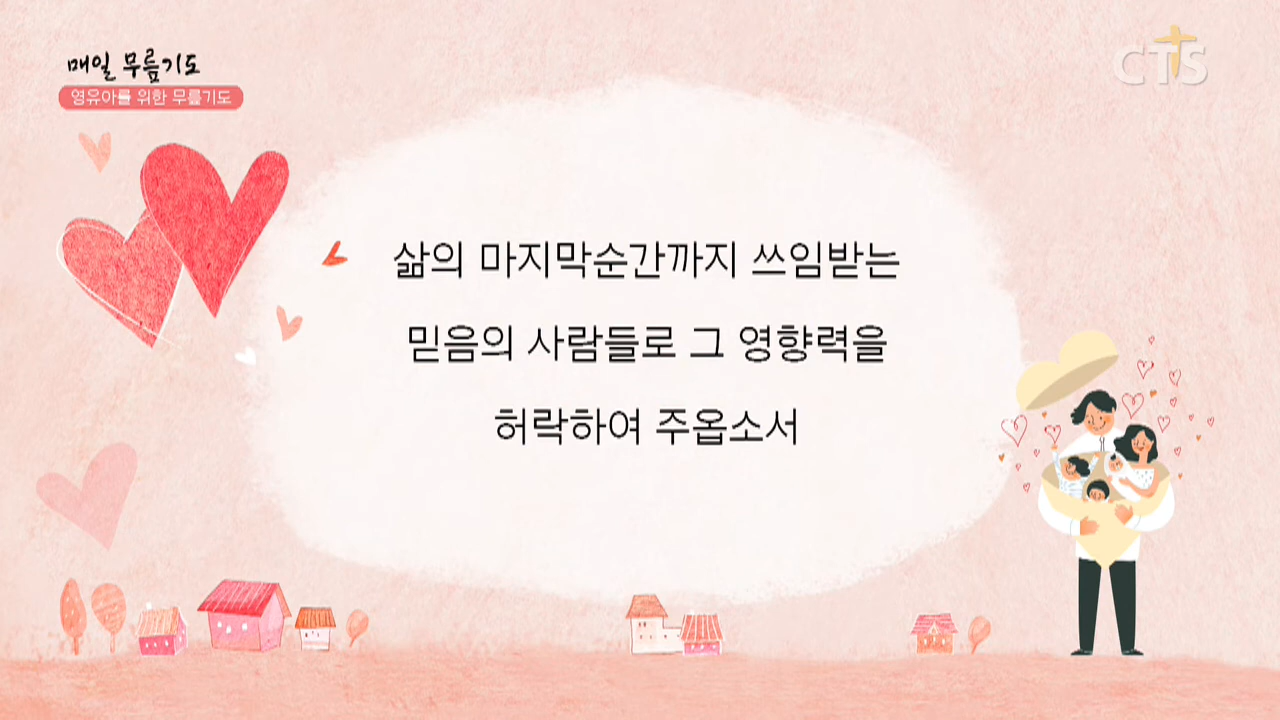 매일 무릎기도
영유아를 위한 무릎기도
CTS
삶의 마지막순간까지 쓰임받는
믿음의 사람들로 그 영향력을
허락하여 주옵소서